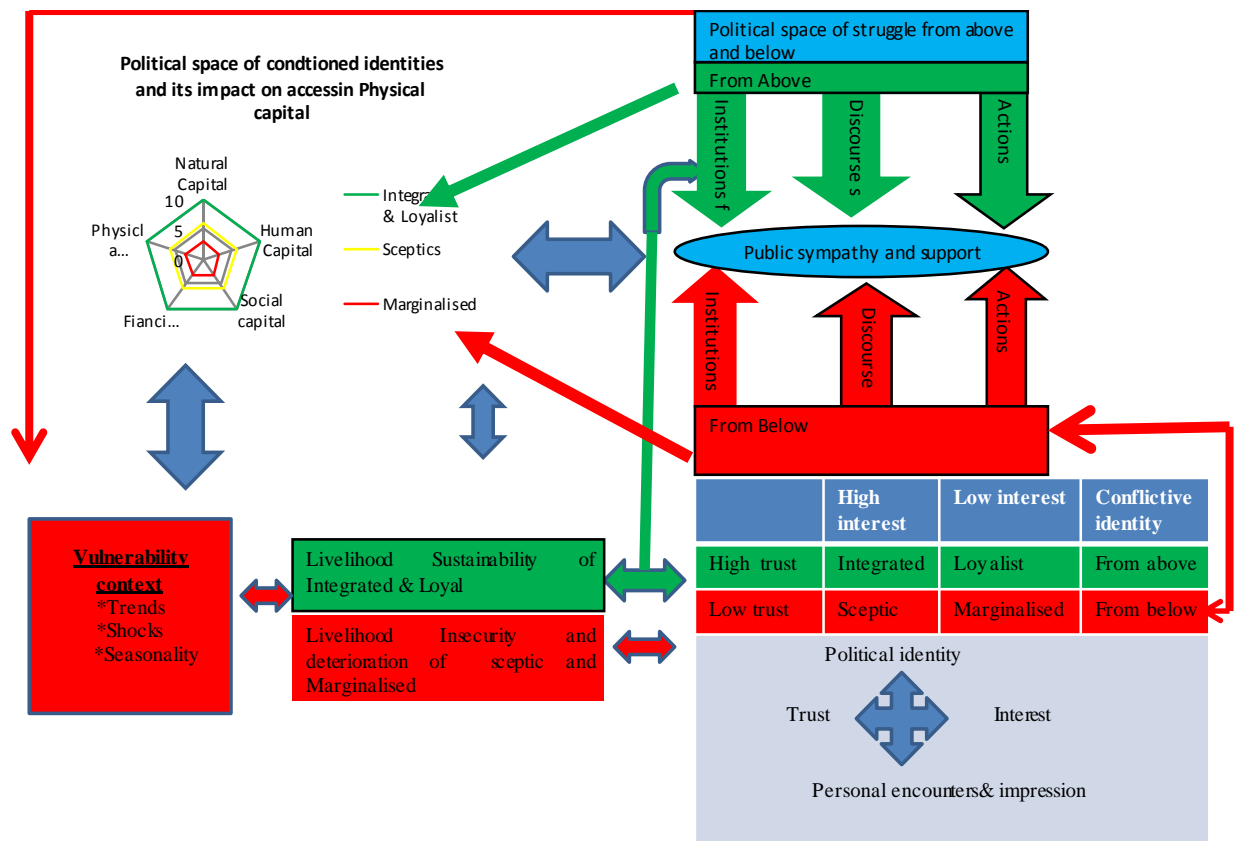 Political space of struggle from above
and below
From Above
Institutions f
Discourse s
Actions
Public sympathy and support
Institutions
Discourse
Actions
From Below
Political space of condtioned identities
and its impact on accessin Physical
capital
Natural
Capital
10
5
0
Human
Capital
Social
capital
Fianci...
Physicl
a...
Integra
& Loyalist
Sceptics
Marginalised
Vulnerability
context
*Trends
*Shocks
*Seasonality
Livelihood Sustainability of
Integrated & Loyal
Livelihood Insecurity and
deterioration of sceptic and
Marginalised
High interest Low interest Conflictive identity
High trust Integrated Loyalist From above
Low trust Sceptic Marginalised From below
Political identity
Trust Interest
Personal encounters& impression